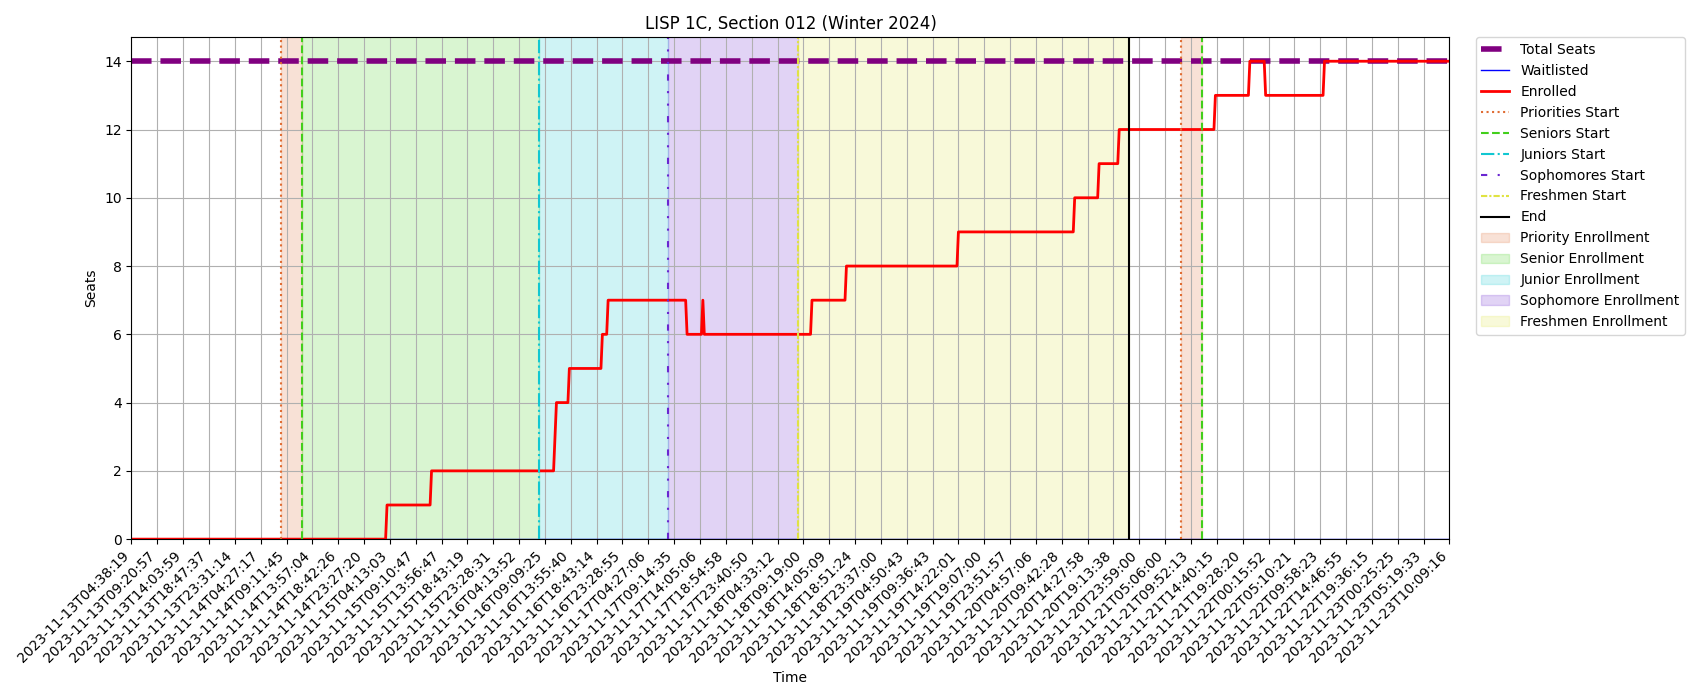 LISP 1C, Section 012 (Winter 2024)
Seats
14
12
10
8
6
4
2
0
2023-11-13T04:38:19
2023-11-13T09:20:57
2023-11-13T14:03:59
2023-11-13T18:47:37
2023-11-13T23:31:14
2023-11-14T04:27:17
2023-11-14T09:11:45
2023-11-14T13:57:04
2023-11-14T18:42:26
2023-11-14T23:27:20
2023-11-15T04:13:03
2023-11-15T09:10:47
2023-11-15T13:56:47
2023-11-15T18:43:19
2023-11-15T23:28:31
2023-11-16T04:13:52
2023-11-16T09:09:25
2023-11-16T13:55:40
2023-11-16T18:43:14
2023-11-16T23:28:55
2023-11-17T04:27:06
2023-11-17T09:14:35
2023-11-17T14:05:06
2023-11-17T18:54:58
2023-11-17T23:40:50
2023-11-18T04:33:12
2023-11-18T09:19:00
2023-11-18T14:05:09
2023-11-18T18:51:24
2023-11-18T23:37:00
2023-11-19T04:50:43
2023-11-19T09:36:43
2023-11-19T14:22:01
2023-11-19T19:07:00
2023-11-19T23:51:57
2023-11-20T04:57:06
2023-11-20T09:42:28
2023-11-20T14:27:58
2023-11-20T19:13:38
2023-11-20T23:59:00
2023-11-21T05:06:00
2023-11-21T09:52:13
2023-11-21T14:40:15
2023-11-21T19:28:20
2023-11-22T00:15:52
2023-11-22T05:10:21
2023-11-22T09:58:23
2023-11-22T14:46:55
2023-11-22T19:36:15
2023-11-23T00:25:25
2023-11-23T05:19:33
2023-11-23T10:09:16
Time
Total Seats
Waitlisted
Enrolled
Priorities Start
Seniors Start
Juniors Start
Sophomores Start
Freshmen Start
End
Priority Enrollment
Senior Enrollment
Junior Enrollment
Sophomore Enrollment
Freshmen Enrollment